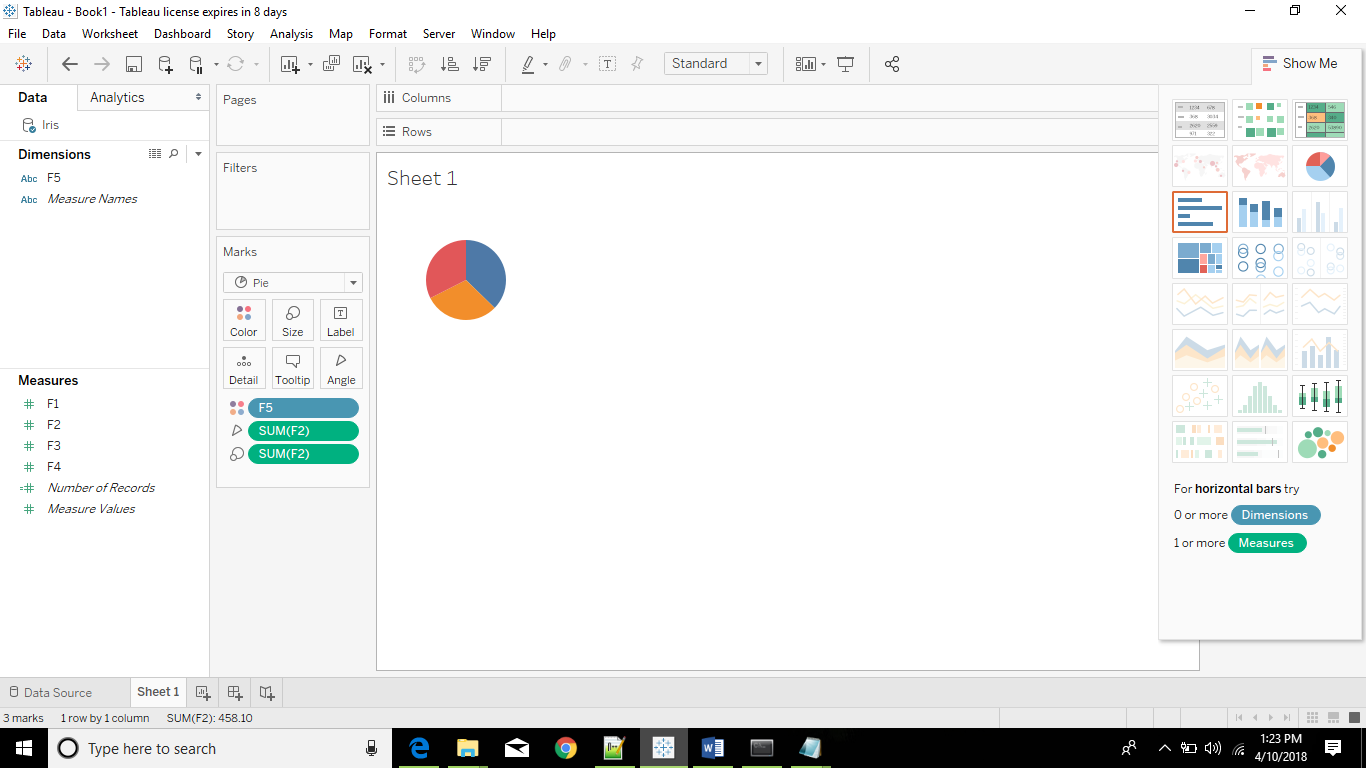 Tableau - Book1 - Tableau license expires in 8 days
File Data Worksheet Dashboard Story Analysis Map Format Server Window Help
Standard
Show Me
Data Analytics
Iris
Dimensions
Abc F5
Abc Measure Names
Measures
F1
F2
F3
F4
Number of Records
Measure Values
Pages
Filters
Marks
Pie
Color Size Label
Detail Tooltip Angle
F5
SUM(F2)
SUM(F2)
Columns
Rows
Sheet 1
For horizontal bars try
0 or more Dimensions
1 or more Measures
Data Source Sheet 1
3 marks 1 row by 1 column SUM(F2): 458.10
Type here to search
1:23 PM
4/10/2018